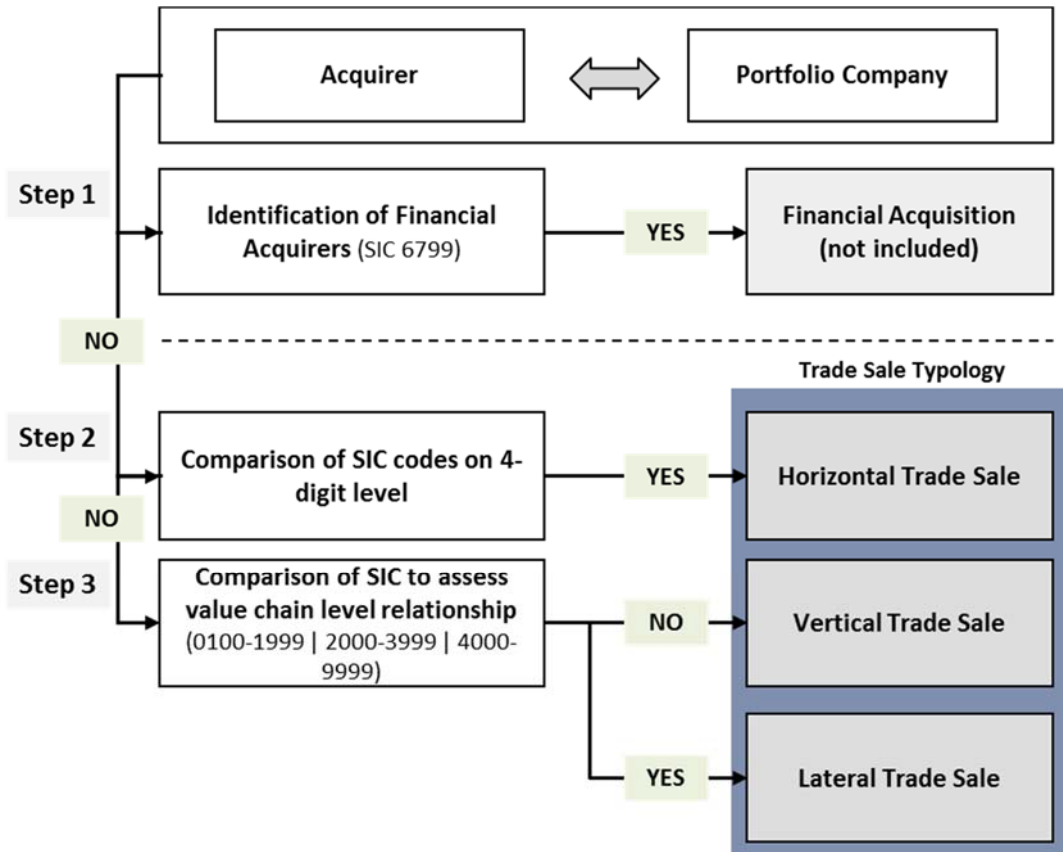 Acquirer
Portfolio Company
Step 1
Identification of Financial
Acquirers (SIC 6799)
YES
Financial Acquisition
(not included)
NO
Trade Sale Typology
Step 2
Comparison of SIC codes on 4-
digit level
YES
Horizontal Trade Sale
NO
Step 3
Comparison of SIC to assess
value chain level relationship
(0100-1999 | 2000-3999 | 4000-
9999)
NO
Vertical Trade Sale
YES
Lateral Trade Sale